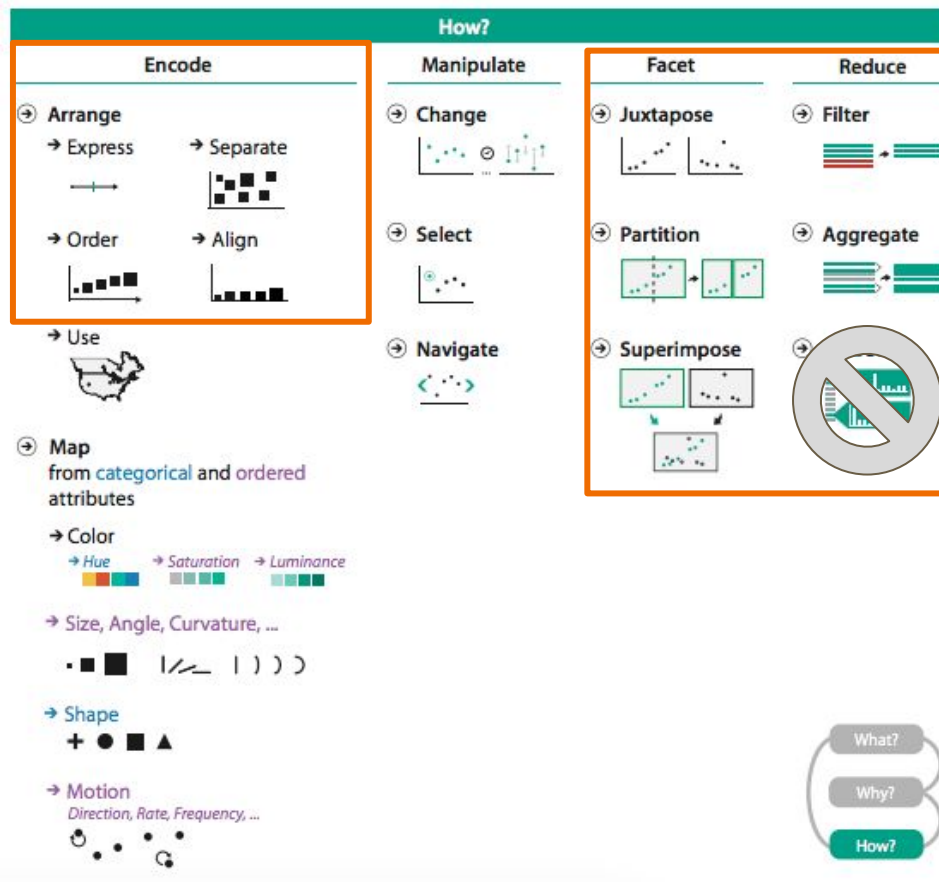 How?
Encode
Arrange
Express
Separate
Order
Align
Use
Map
from categorical and ordered
attributes
Color
Hue
Saturation
Luminance
Size, Angle, Curvature, ...
Shape
Motion
Direction, Rate, Frequency, ...
Manipulate
Change
...
Select
Navigate
Facet
Juxtapose
Partition
Superimpose
Reduce
Filter
Aggregate
What?
Why?
How?